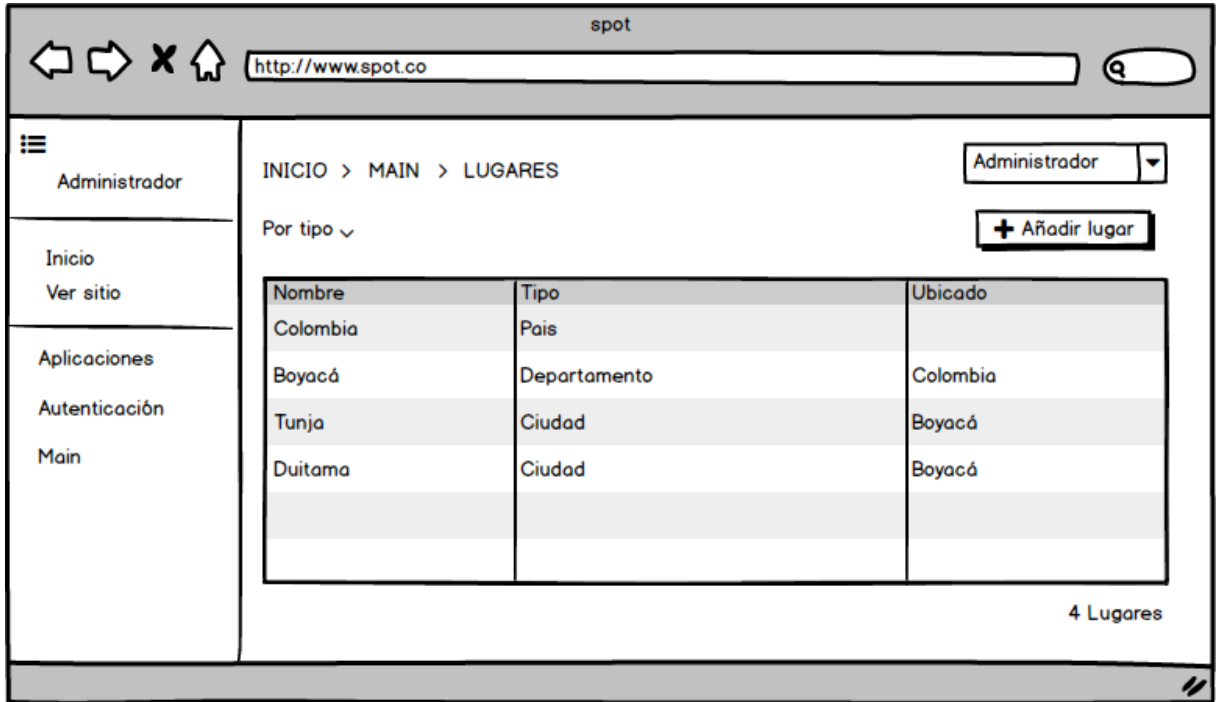 spot
http://www.spot.co
Administrador
Inicio
Ver sitio
Aplicaciones
Autenticación
Main
INICIO > MAIN > LUGARES
Administrador
Por tipo
Añadir lugar
Nombre Tipo Ubicado
Colombia Pais
Boyacá Departamento Colombia
Tunja Ciudad Boyacá
Duitama Ciudad Boyacá
4 Lugares